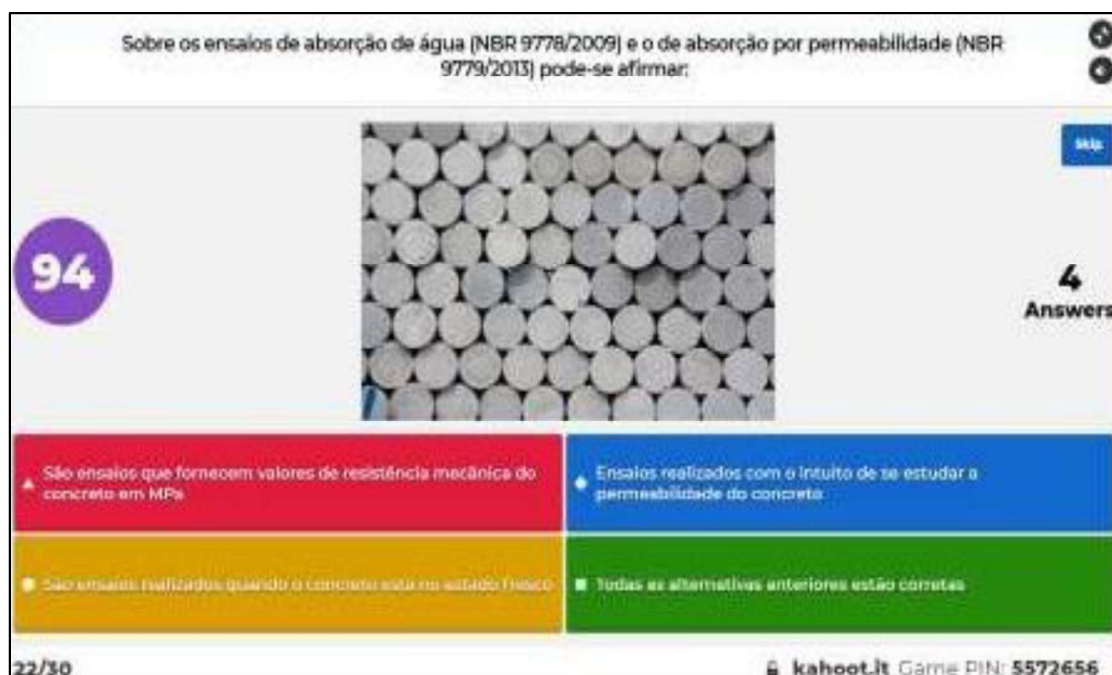 Sobre os ensaios de absorção de água (NBR 9778/2009) e o de absorção por permeabilidade (NBR
9779/2013) pode-se afirmar:
Skip
94
4
Answers
São ensaios que fornecem valores de resistência mecânica do
concreto em MPa
Ensaios realizados com o intuito de se estudar a
permeabilidade do concreto
São ensaios realizados quando o concreto está no estado fresco
Todas as alternativas anteriores estão corretas
22/30
kahoot.it Game PIN: 5572656